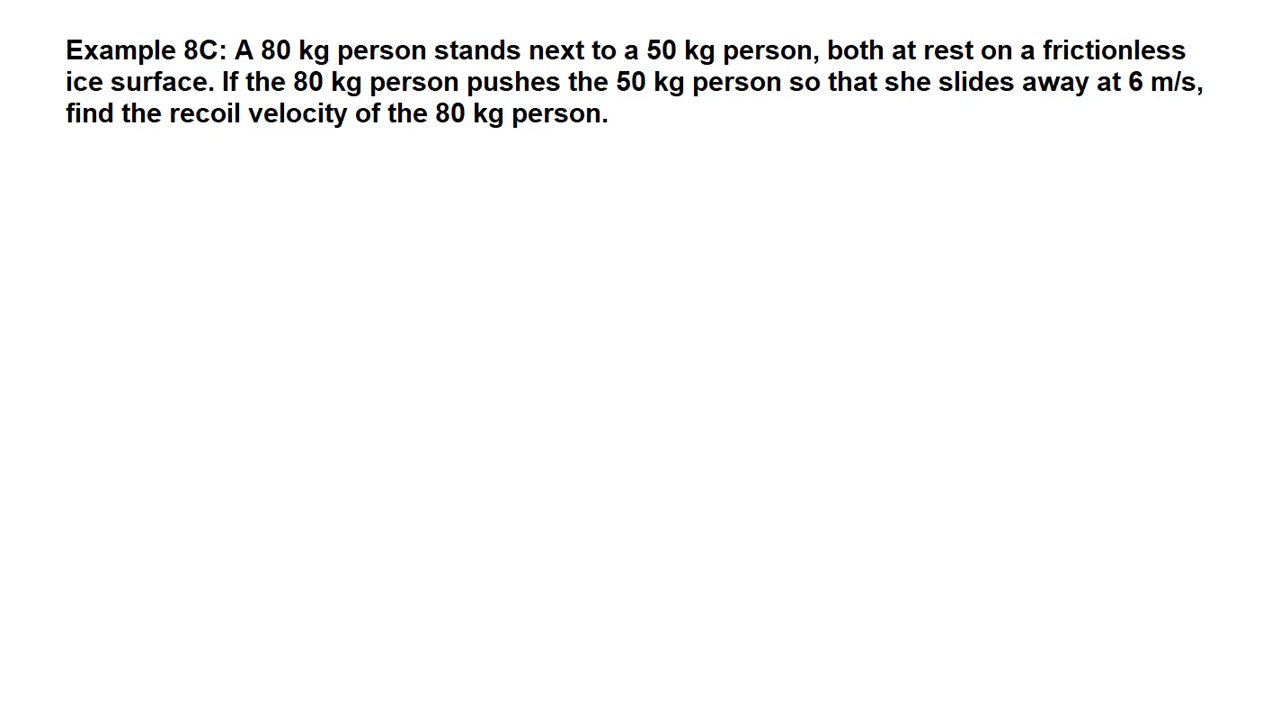 Example 8C: A 80 kg person stands next to a 50 kg person, both at rest on a frictionless
ice surface. If the 80 kg person pushes the 50 kg person so that she slides away at 6 m/s,
find the recoil velocity of the 80 kg person.